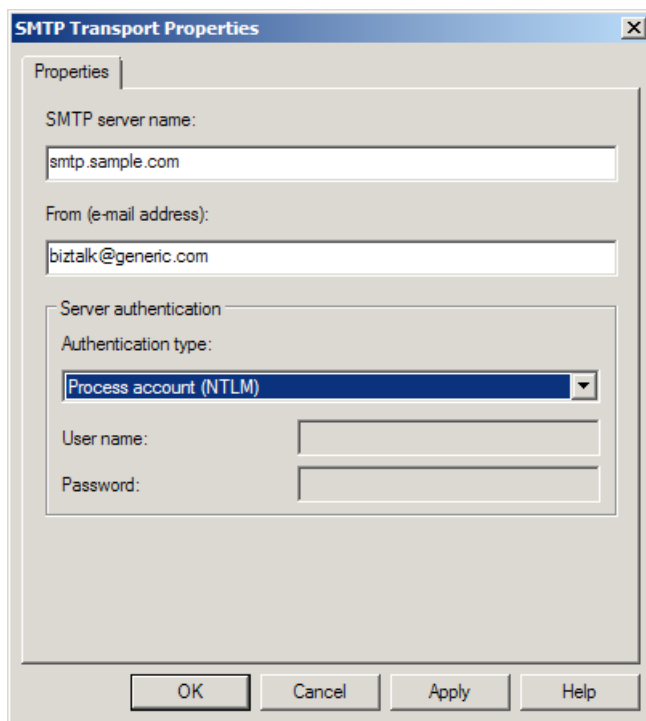 SMTP Transport Properties
Properties
SMTP server name:
smtp.sample.com
From (e-mail address):
biztalk@generic.com
Server authentication
Authentication type:
Process account (NTLM)
User name:
Password:
OK Cancel Apply Help